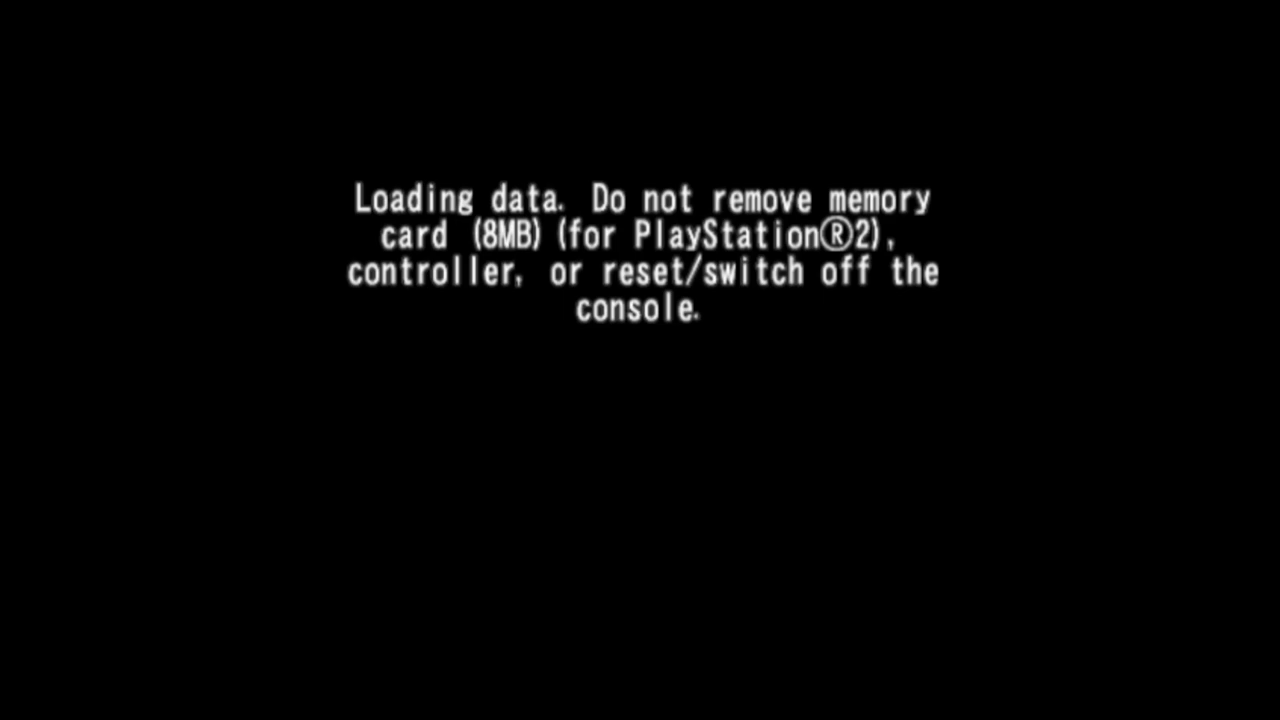 Loading data. Do not remove memory
card (8MB) (for PlayStation®2),
controller, or reset/switch off the
console.